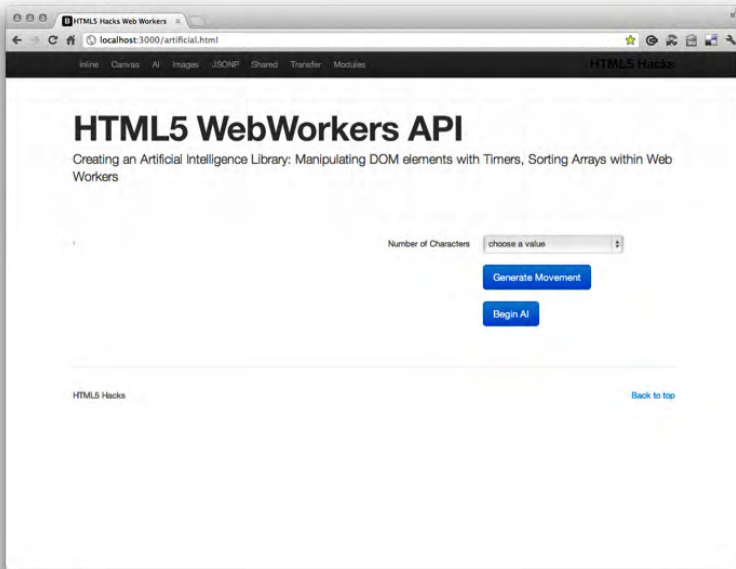 HTML5 Hacks Web Workers
localhost:3000/artificial.html
Inline Canvas AI Images JSONP Shared Transfer Modules HTML5 Hacks
HTML5 WebWorkers API
Creating an Artificial Intelligence Library: Manipulating DOM elements with Timers, Sorting Arrays within Web
Workers
Number of Characters choose a value
Generate Movement
Begin AI
HTML5 Hacks Back to top